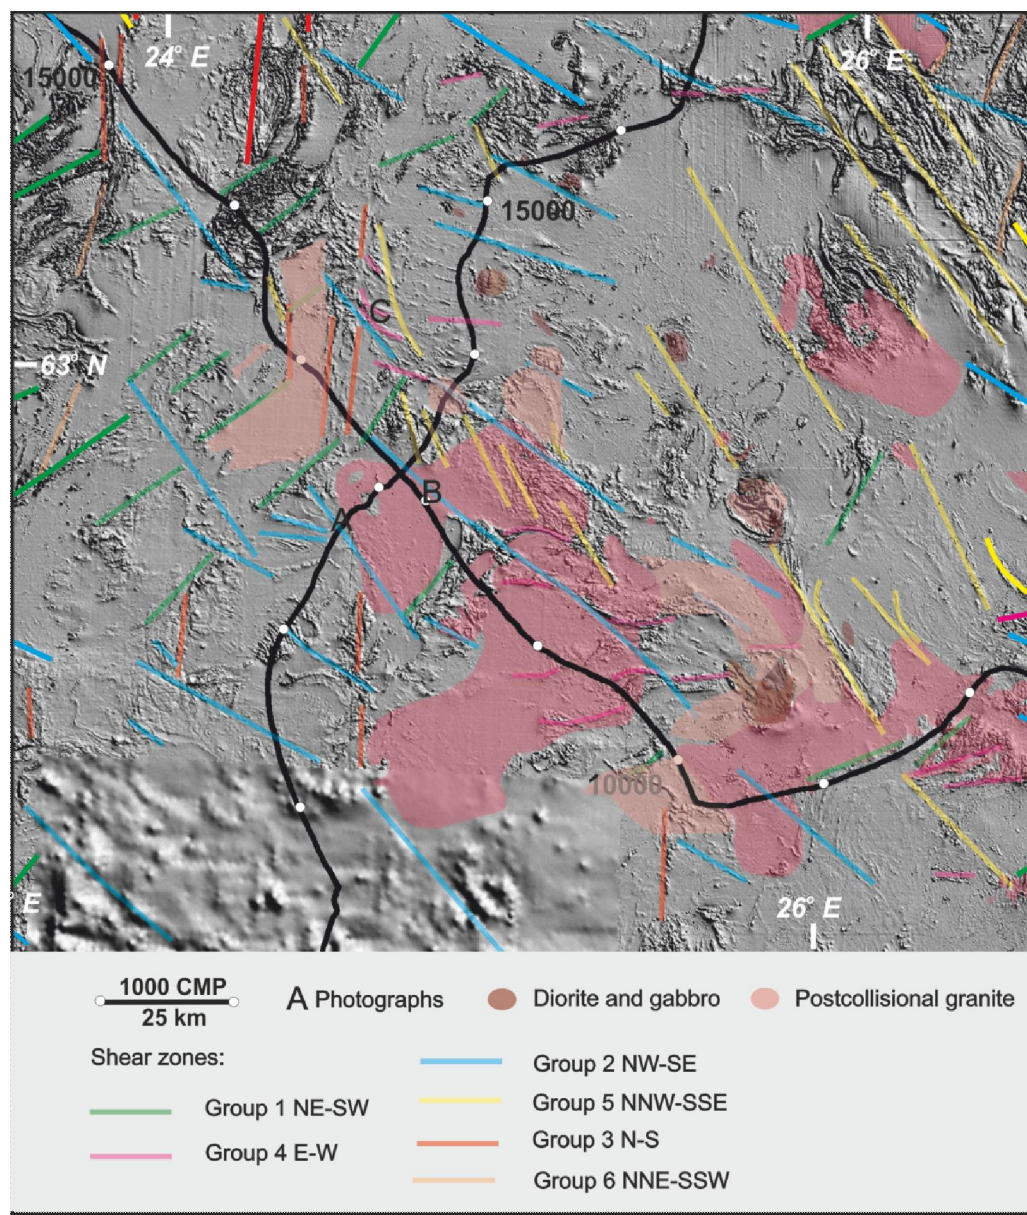 24° E
26° E
15000
15000
C
63° N
B
A
10000
° E
26° E
1000 CMP
25 km
A Photographs
Diorite and gabbro
Postcollisional granite
Shear zones:
Group 2 NW-SE
Group 1 NE-SW
Group 5 NNW-SSE
Group 3 N-S
Group 4 E-W
Group 6 NNE-SSW